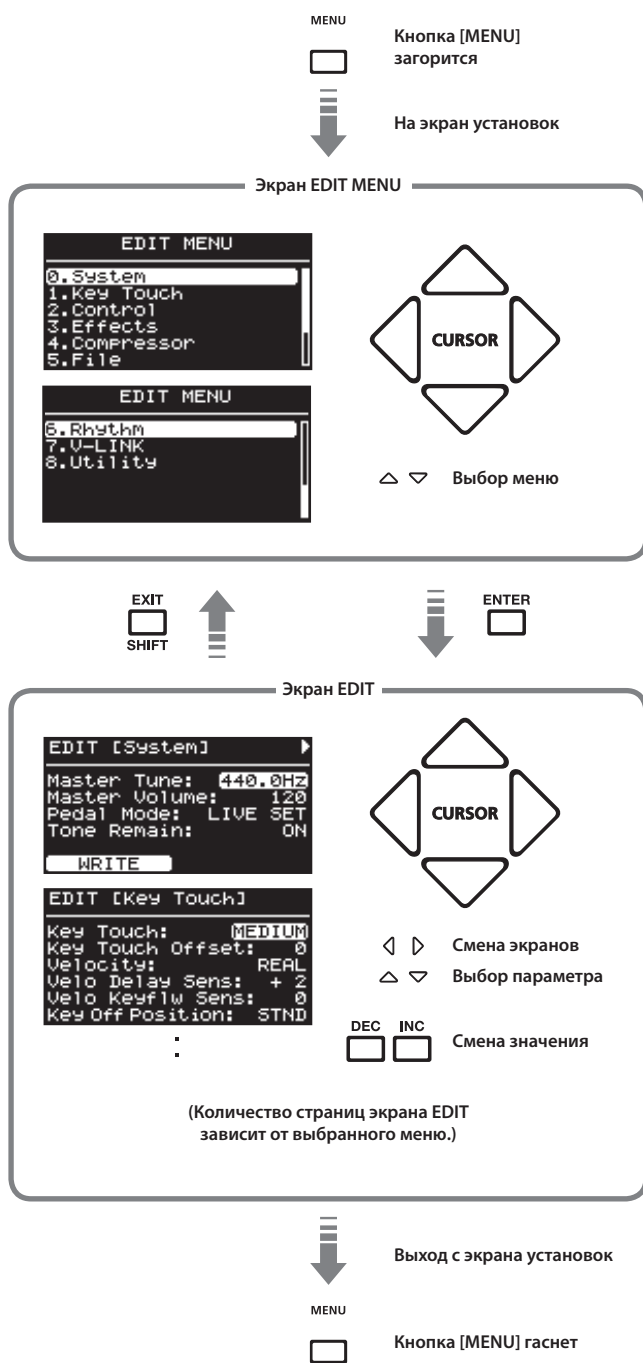 MENU
Кнопка [MENU]
загорится
На экран установок
Экран EDIT MENU
EDIT MENU
0.System
1.Key Touch
2.Control
3.Effects
4.Compressor
5.File
EDIT MENU
6.Rhythm
7.V-LINK
8.Utility
CURSOR
△ ▽ Выбор меню
EXIT
SHIFT
ENTER
Экран EDIT
EDIT [System] ▶
Master Tune: 440.0Hz
Master Volume: 120
Pedal Mode: LIVE SET
Tone Remain: ON
WRITE
EDIT [Key Touch]
Key Touch: MEDIUM
Key Touch Offset: 0
Velocity: REAL
Velo Delay Sens: + 2
Velo Keyflw Sens: 0
Key Off Position: STND
:
CURSOR
◁ ▷ Смена экранов
△ ▽ Выбор параметра
DEC INC
Смена значения
(Количество страниц экрана EDIT
зависит от выбранного меню.)
Выход с экрана установок
MENU
Кнопка [MENU] гаснет